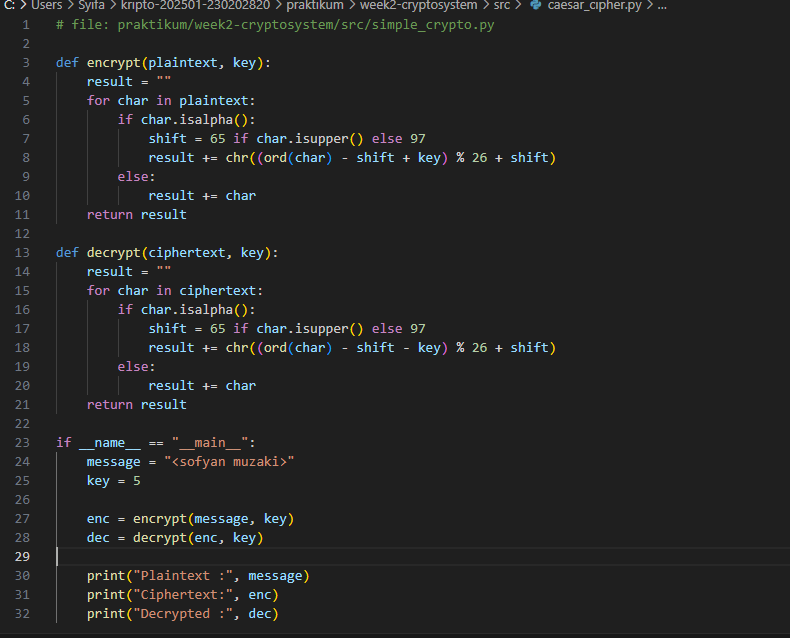 C: > Users > Syifa > kripto-202501-230202820 > praktikum > week2-cryptosystem > src > caesar_cipher.py > ...
1 # file: praktikum/week2-cryptosystem/src/simple_crypto.py
2
3 def encrypt(plaintext, key):
4     result = ""
5     for char in plaintext:
6         if char.isalpha():
7             shift = 65 if char.isupper() else 97
8             result += chr((ord(char) - shift + key) % 26 + shift)
9         else:
10             result += char
11     return result
12
13 def decrypt(ciphertext, key):
14     result = ""
15     for char in ciphertext:
16         if char.isalpha():
17             shift = 65 if char.isupper() else 97
18             result += chr((ord(char) - shift - key) % 26 + shift)
19         else:
20             result += char
21     return result
22
23 if __name__ == "__main__":
24     message = "<sofyan muzaki>"
25     key = 5
26
27     enc = encrypt(message, key)
28     dec = decrypt(enc, key)
29
30     print("Plaintext :", message)
31     print("Ciphertext:", enc)
32     print("Decrypted :", dec)